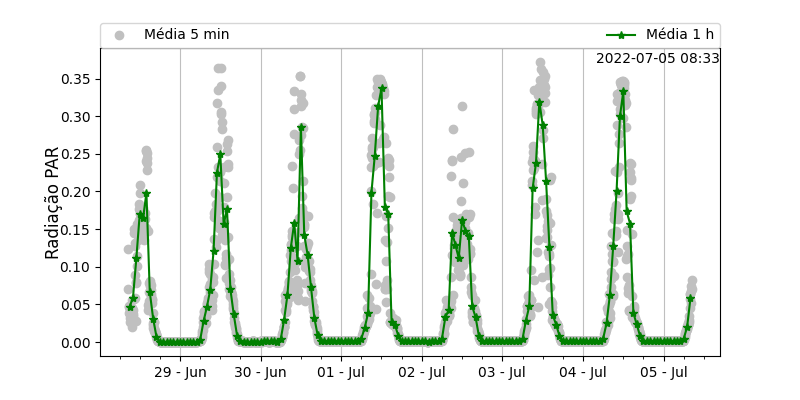 Média 5 min
Média 1 h
2022-07-05 08:33
Radiação PAR
0.35
0.30
0.25
0.20
0.15
0.10
0.05
0.00
29 - Jun
30 - Jun
01 - Jul
02 - Jul
03 - Jul
04 - Jul
05 - Jul